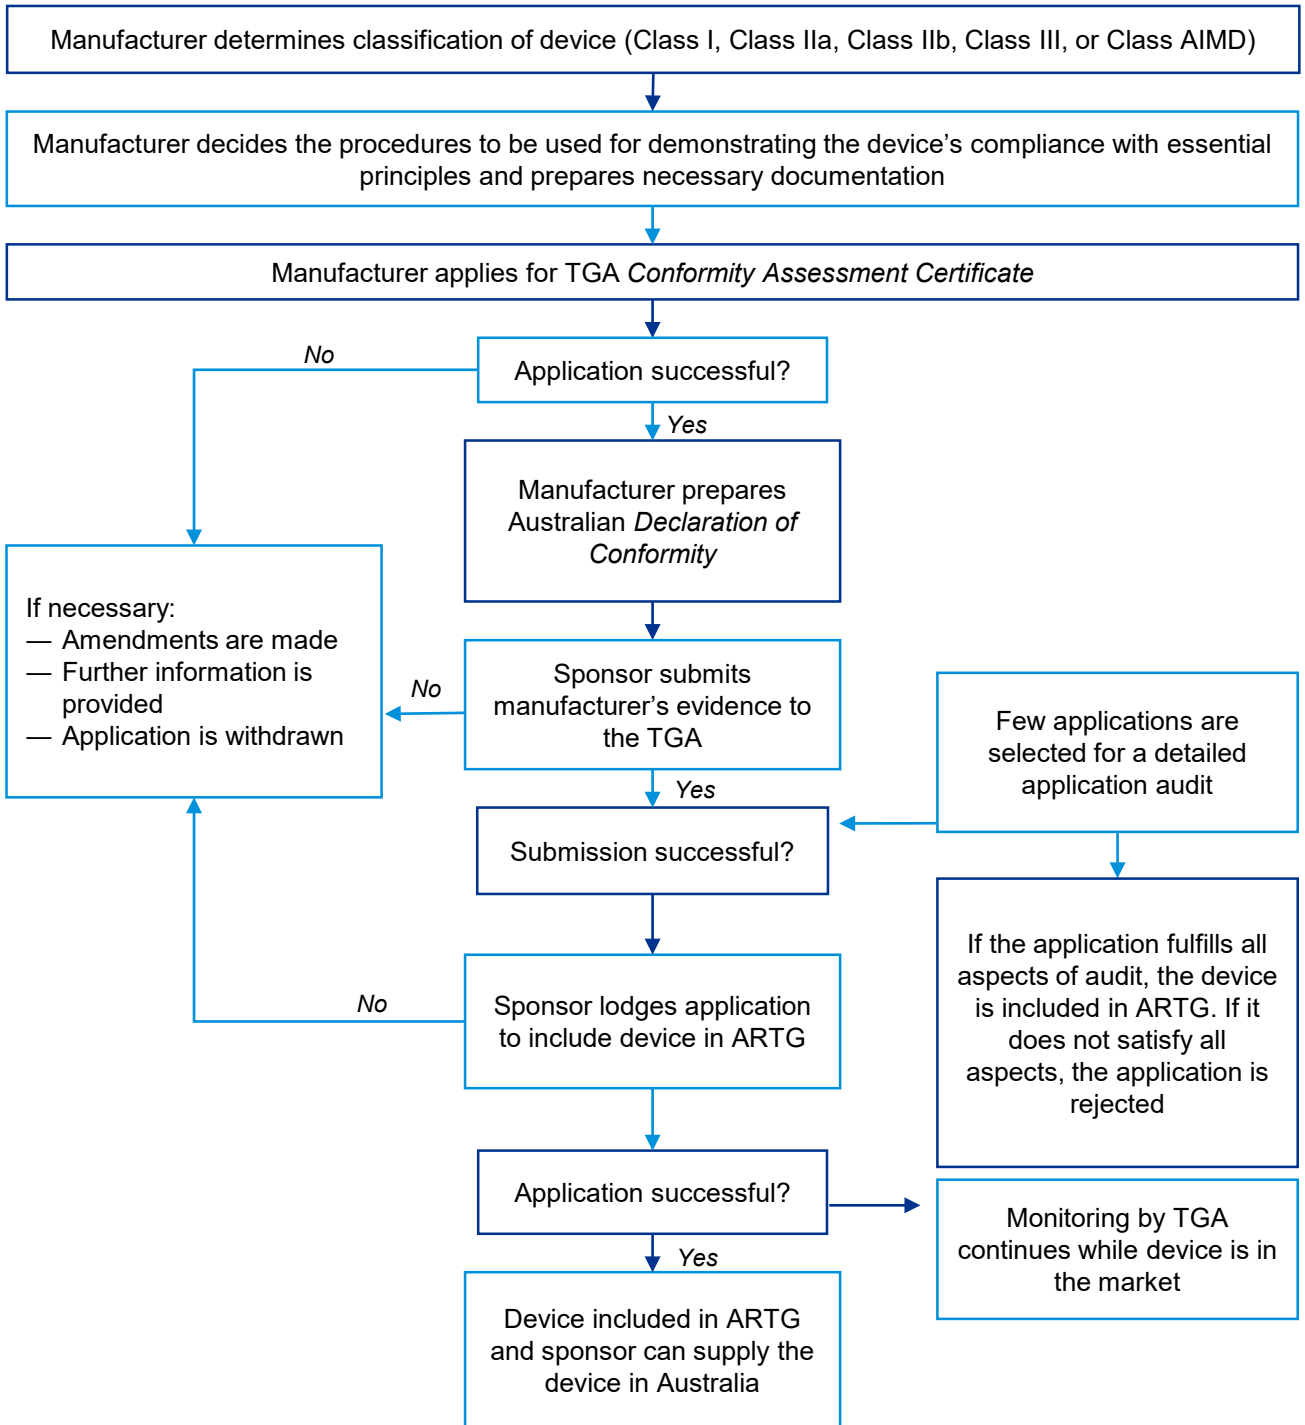 Manufacturer determines classification of device (Class I, Class IIa, Class IIb, Class III, or Class AIMD)
Manufacturer decides the procedures to be used for demonstrating the device’s compliance with essential
principles and prepares necessary documentation
Manufacturer applies for TGA Conformity Assessment Certificate
No
Application successful?
Yes
Manufacturer prepares
Australian Declaration of
Conformity
If necessary:
— Amendments are made
— Further information is
provided
— Application is withdrawn
No
Sponsor submits
manufacturer’s evidence to
the TGA
Yes
Few applications are
selected for a detailed
application audit
Submission successful?
If the application fulfills all
aspects of audit, the device
is included in ARTG. If it
does not satisfy all
aspects, the application is
rejected
No
Sponsor lodges application
to include device in ARTG
Application successful?
Yes
Monitoring by TGA
continues while device is in
the market
Device included in ARTG
and sponsor can supply the
device in Australia